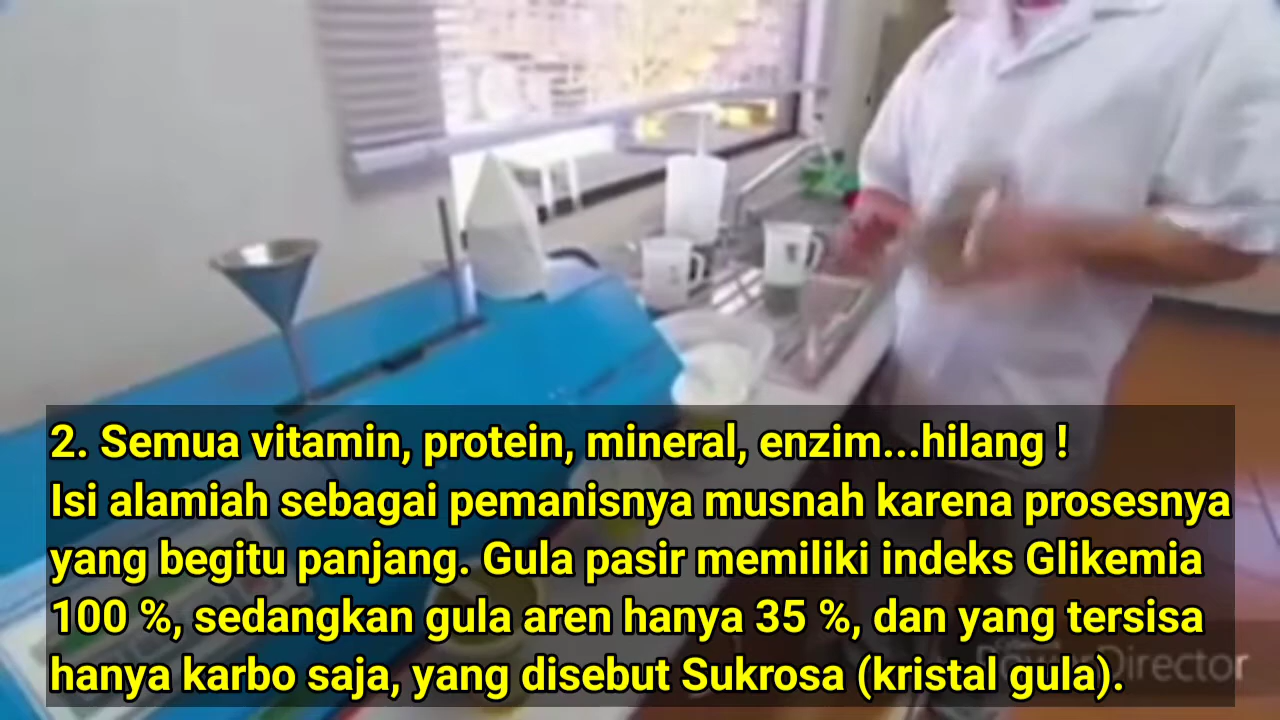 2. Semua vitamin, protein, mineral, enzim...hilang !
Isi alamiah sebagai pemanisnya musnah karena prosesnya
yang begitu panjang. Gula pasir memiliki indeks Glikemia
100 %, sedangkan gula aren hanya 35 %, dan yang tersisa
hanya karbo saja, yang disebut Sukrosa (kristal gula).
PowerDirector